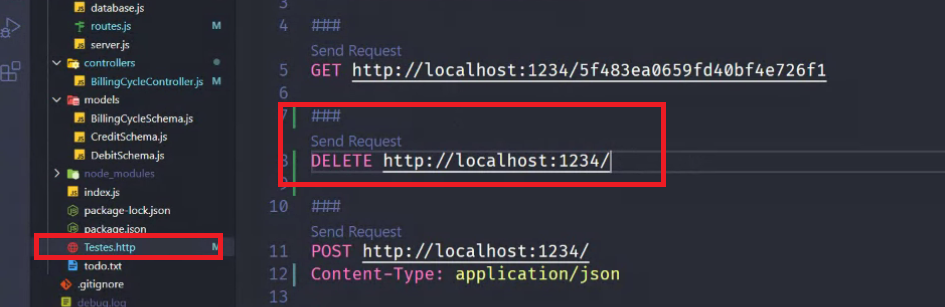 database.js
routes.js M
server.js
controllers
BillingCycleController.js M
models
BillingCycleSchema.js
CreditSchema.js
DebitSchema.js
node_modules
index.js
package-lock.json
package.json
Testes.http M
todo.txt
.gitignore
debug.log
3
4 ###
Send Request
5 GET http://localhost:1234/5f483ea0659fd40bf4e726f1
6
7 ###
Send Request
8 DELETE http://localhost:1234/
9
10 ###
Send Request
11 POST http://localhost:1234/
12 Content-Type: application/json
13